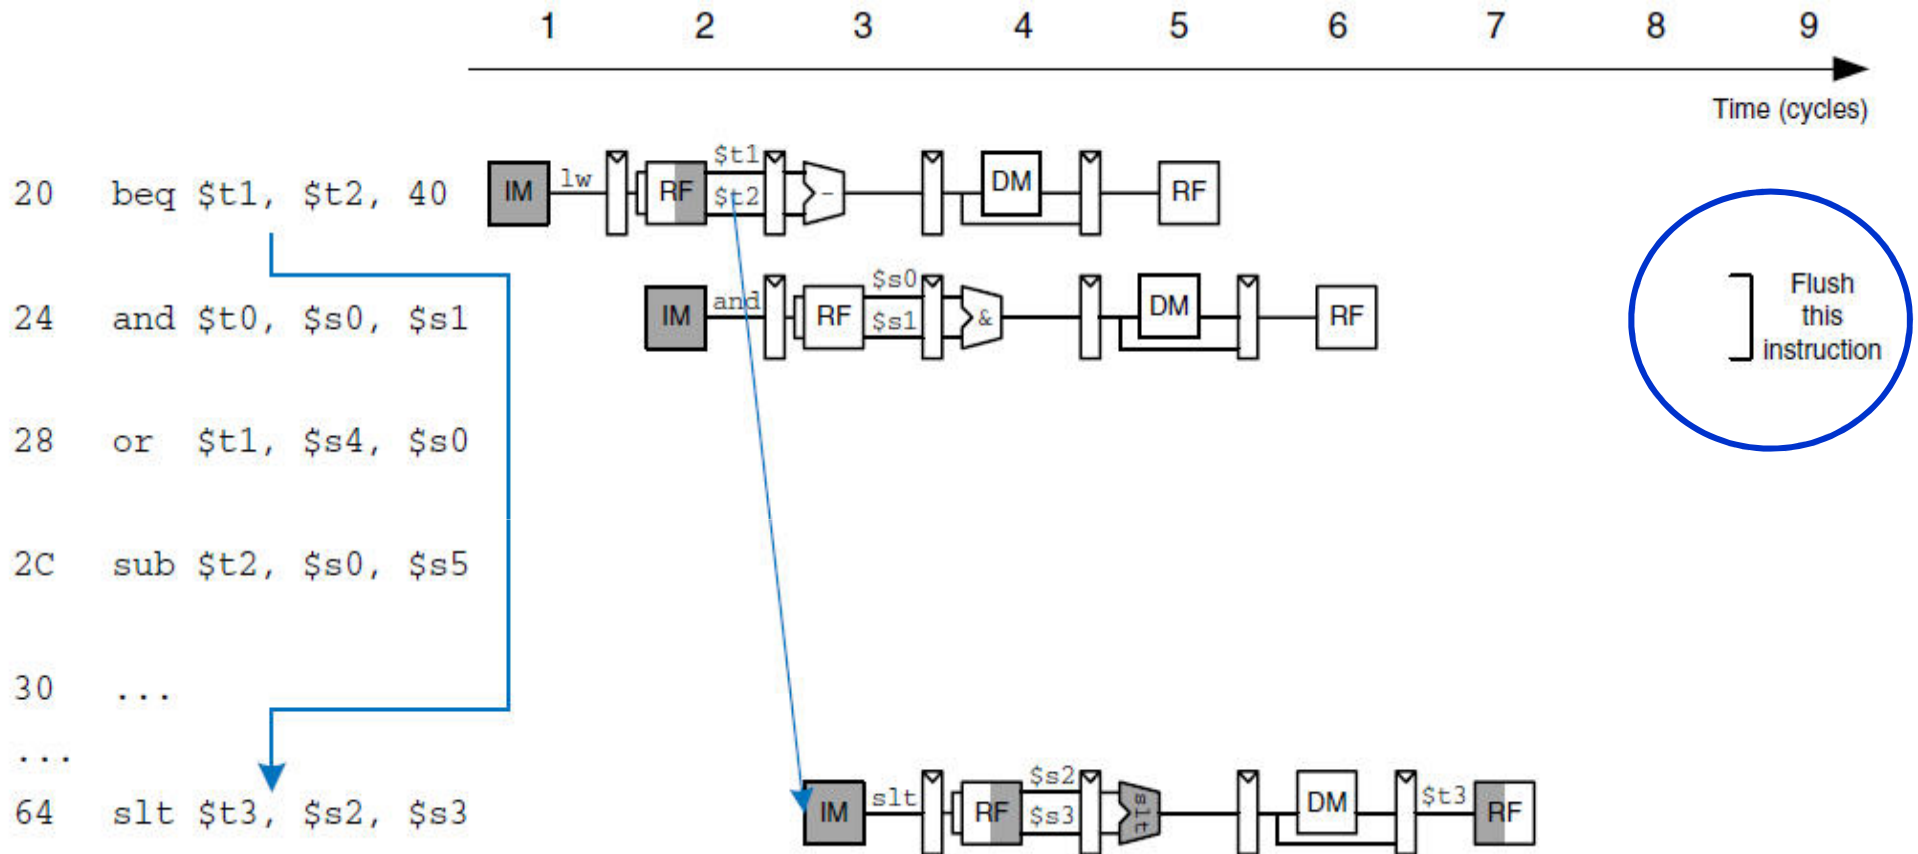 1 2 3 4 5 6 7 8 9
Time (cycles)
20 beq $t1, $t2, 40 IM lw RF $t1 $t2 - DM RF
24 and $t0, $s0, $s1 IM and RF $s0 $s1 & DM RF
Flush
this
instruction
28 or $t1, $s4, $s0
2C sub $t2, $s0, $s5
30 ...
...
64 slt $t3, $s2, $s3 IM slt RF $s2 $s3 slt DM $t3 RF